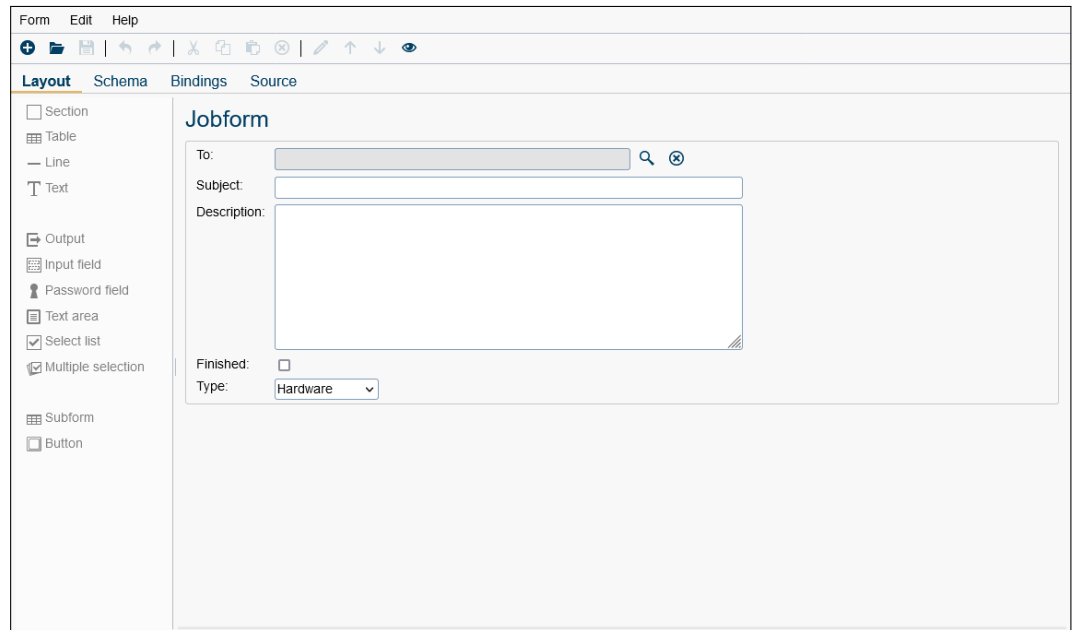 Form Edit Help
Layout Schema Bindings Source
Section
Table
Line
Text
Output
Input field
Password field
Text area
Select list
Multiple selection
Subform
Button
Jobform
To:
Subject:
Description:
Finished:
Type: Hardware